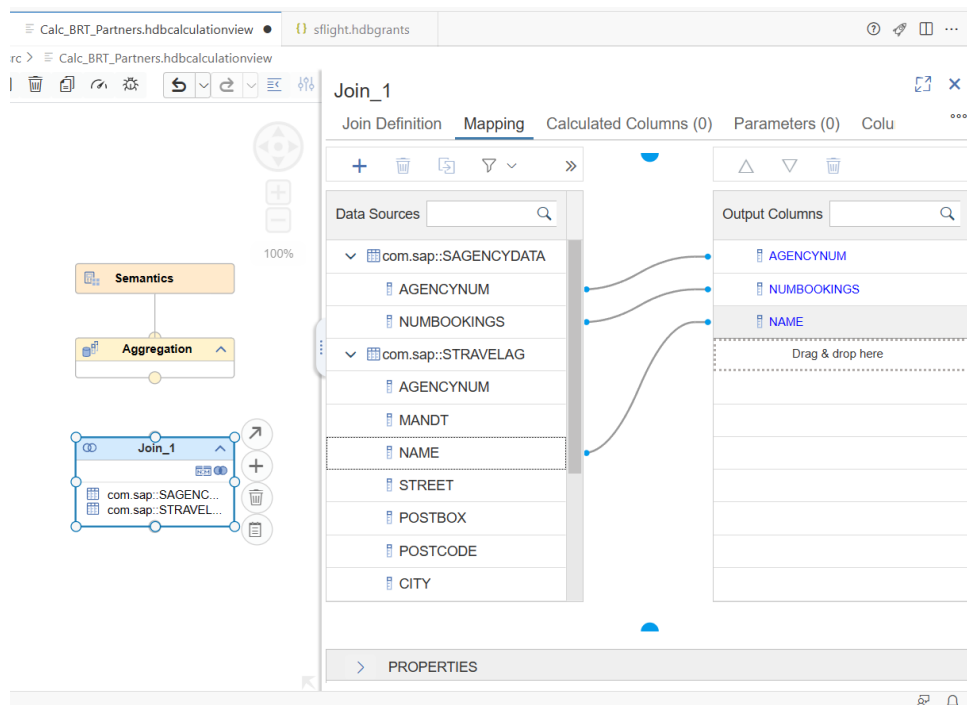 Calc_BRT_Partners.hdbcalculationview
sflight.hdbgrants
rc > Calc_BRT_Partners.hdbcalculationview
Join_1
Join Definition Mapping Calculated Columns (0) Parameters (0) Colu
Data Sources
Output Columns
100%
com.sap::SAGENCYDATA
AGENCYNUM
NUMBOOKINGS
com.sap::STRAVELAG
AGENCYNUM
MANDT
NAME
STREET
POSTBOX
POSTCODE
CITY
AGENCYNUM
NUMBOOKINGS
NAME
Drag & drop here
Semantics
Aggregation
Join_1
com.sap::SAGENC...
com.sap::STRAVEL...
PROPERTIES